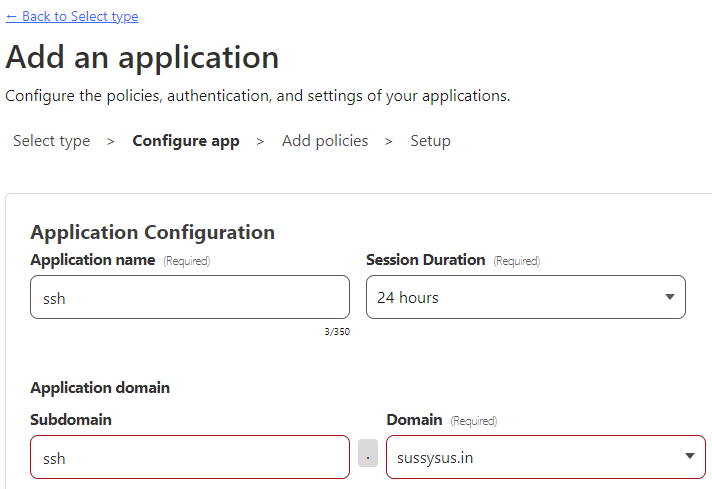 ← Back to Select type
Add an application
Configure the policies, authentication, and settings of your applications.
Select type > Configure app > Add policies > Setup
Application Configuration
Application name (Required) Session Duration (Required)
ssh 24 hours
3/350
Application domain
Subdomain Domain (Required)
ssh . sussysus.in